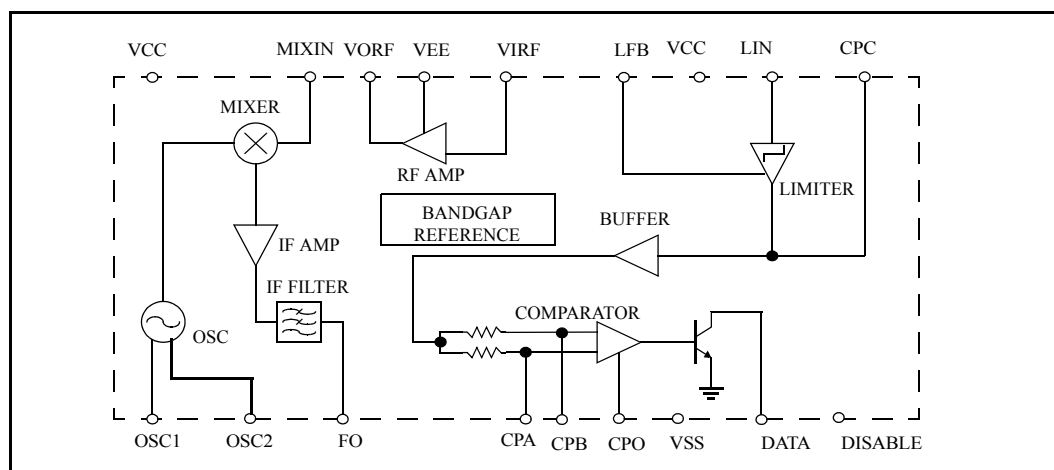 VCC
MIXIN
VORF
VEE
VIRF
LFB
VCC
LIN
CPC
MIXER
RF AMP
LIMITER
BANDGAP
REFERENCE
BUFFER
IF AMP
IF FILTER
COMPARATOR
OSC
OSC1
OSC2
FO
CPA
CPB
CPO
VSS
DATA
DISABLE